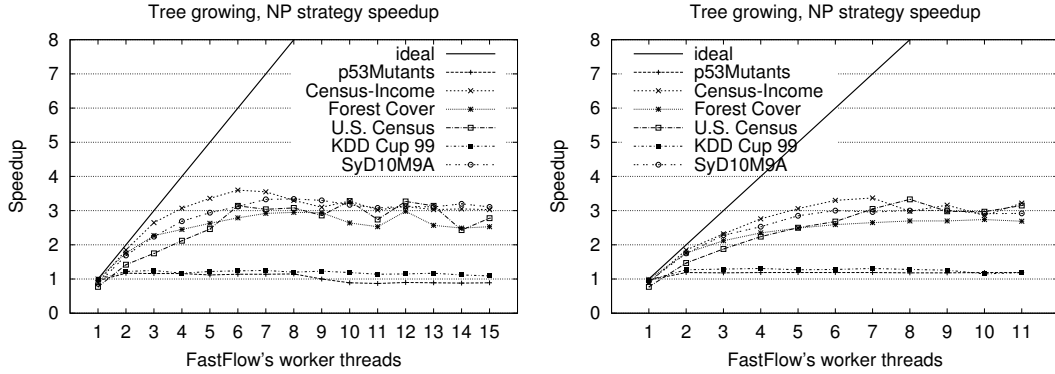 Tree growing, NP strategy speedup
8
7
6
5
4
3
2
1
0
Speedup
ideal
p53Mutants
Census-Income
Forest Cover
U.S. Census
KDD Cup 99
SyD10M9A
1 2 3 4 5 6 7 8 9 10 11 12 13 14 15
FastFlow's worker threads
Tree growing, NP strategy speedup
8
7
6
5
4
3
2
1
0
Speedup
ideal
p53Mutants
Census-Income
Forest Cover
U.S. Census
KDD Cup 99
SyD10M9A
1 2 3 4 5 6 7 8 9 10 11
FastFlow's worker threads